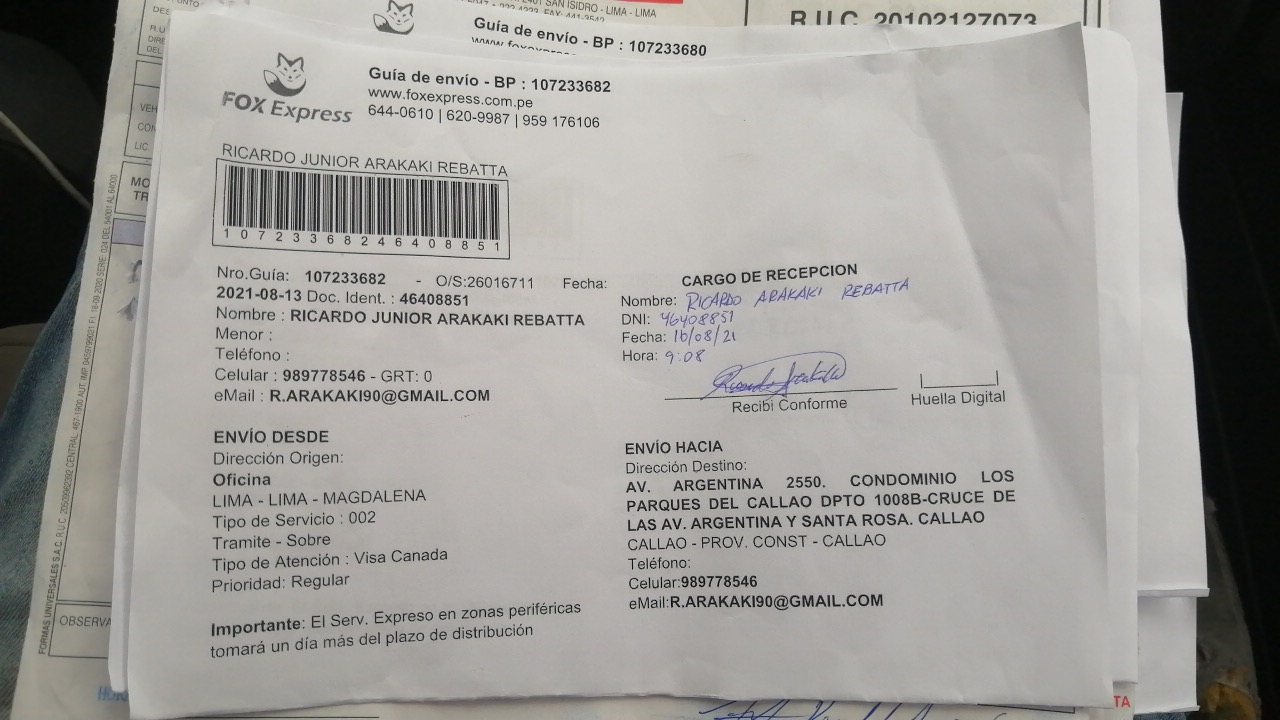 2401 SAN ISIDRO - LIMA - LIMA
R.U.C. 20102127073
Guía de envío - BP : 107233680
Guía de envío - BP : 107233682
www.foxexpress.com.pe
644-0610 | 620-9987 | 959 176106
FOX Express
RICARDO JUNIOR ARAKAKI REBATTA
10723368246408851
Nro.Guía: 107233682 - O/S:26016711 Fecha:
2021-08-13 Doc. Ident. : 46408851
Nombre : RICARDO JUNIOR ARAKAKI REBATTA
Menor :
Teléfono :
Celular : 989778546 - GRT: 0
eMail : R.ARAKAKI90@GMAIL.COM
CARGO DE RECEPCION
Nombre: RICARDO ARAKAKI REBATTA
DNI: 46408851
Fecha: 16/08/21
Hora: 9:08
Recibi Conforme
Huella Digital
ENVÍO DESDE
Dirección Origen:
Oficina
LIMA - LIMA - MAGDALENA
Tipo de Servicio : 002
Tramite - Sobre
Tipo de Atención : Visa Canada
Prioridad: Regular
Importante: El Serv. Expreso en zonas periféricas
tomará un día más del plazo de distribución
ENVÍO HACIA
Dirección Destino:
AV. ARGENTINA 2550. CONDOMINIO LOS
PARQUES DEL CALLAO DPTO 1008B-CRUCE DE
LAS AV. ARGENTINA Y SANTA ROSA. CALLAO
CALLAO - PROV. CONST - CALLAO
Teléfono:
Celular:989778546
eMail:R.ARAKAKI90@GMAIL.COM
OBSERVA
TA